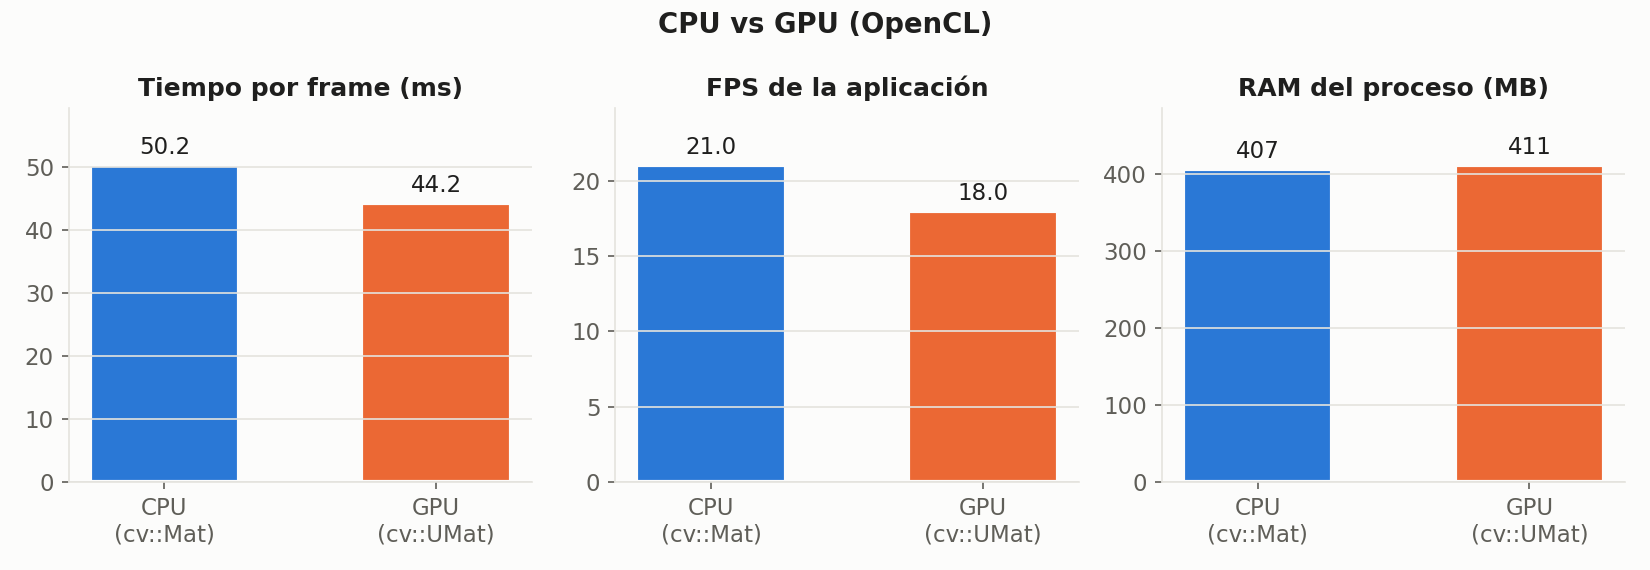 CPU vs GPU (OpenCL)
Tiempo por frame (ms)
50.2
44.2
50
40
30
20
10
0
CPU
(cv::Mat)
GPU
(cv::UMat)
FPS de la aplicación
21.0
18.0
20
15
10
5
0
CPU
(cv::Mat)
GPU
(cv::UMat)
RAM del proceso (MB)
407
411
400
300
200
100
0
CPU
(cv::Mat)
GPU
(cv::UMat)